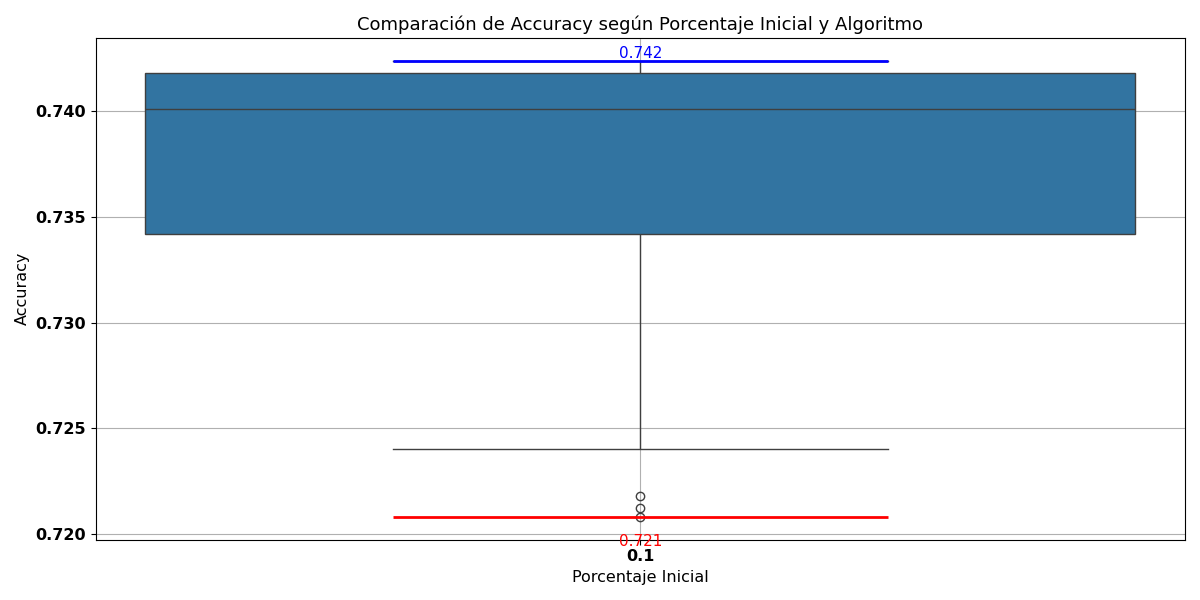 Comparación de Accuracy según Porcentaje Inicial y Algoritmo
0.742
0.740
0.735
0.730
0.725
0.720
Accuracy
0.721
0.1
Porcentaje Inicial